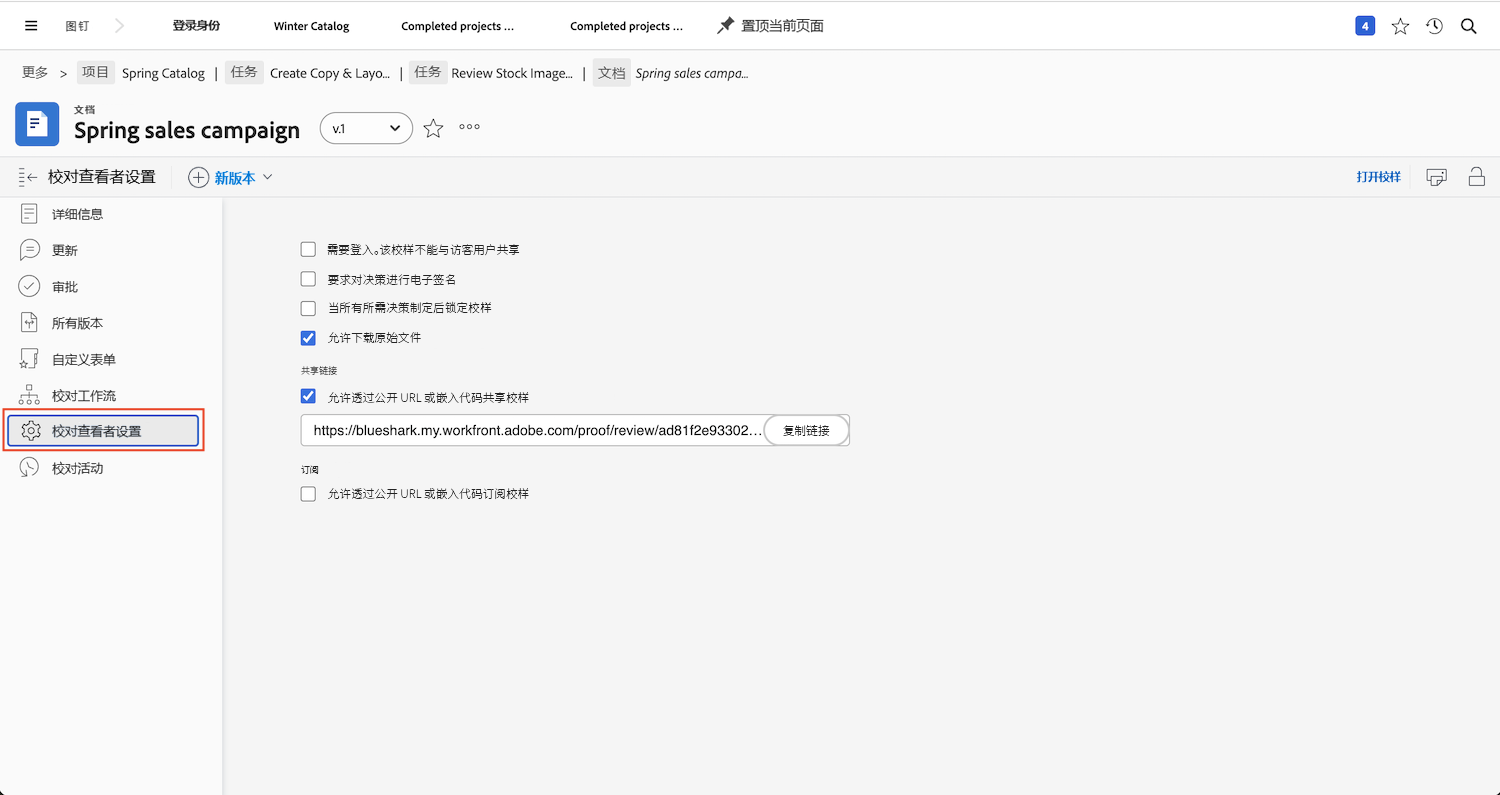 图钉 登录身份 Winter Catalog Completed projects ... Completed projects ... 置顶当前页面 4
更多 > 项目 Spring Catalog | 任务 Create Copy & Layo... | 任务 Review Stock Image... | 文档 Spring sales campa...
文档
Spring sales campaign v.1
校对查看者设置 新版本 打开校样
详细信息
更新
审批
所有版本
自定义表单
校对工作流
校对查看者设置
校对活动
需要登入。该校样不能与访客用户共享
要求对决策进行电子签名
当所有所需决策制定后锁定校样
允许下载原始文件
共享链接
允许透过公开 URL 或嵌入代码共享校样
https://blueshark.my.workfront.adobe.com/proof/review/ad81f2e93302... 复制链接
订阅
允许透过公开 URL 或嵌入代码订阅校样